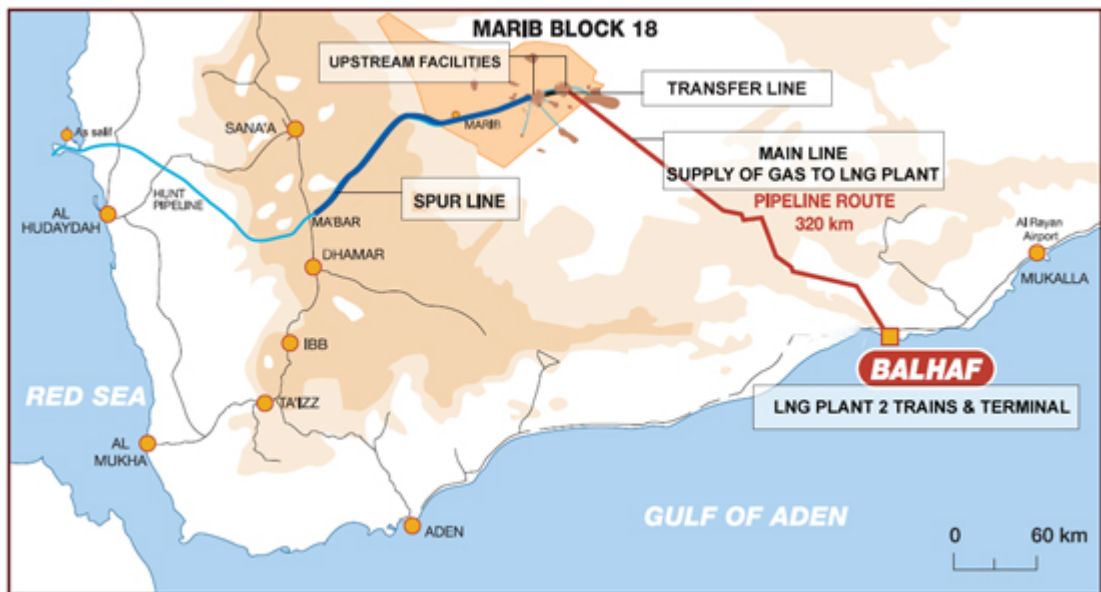 MARIB BLOCK 18
UPSTREAM FACILITIES
TRANSFER LINE
As salif
SANA'A
MARIB
MAIN LINE
SUPPLY OF GAS TO LNG PLANT
HUNT
PIPELINE
SPUR LINE
PIPELINE ROUTE
320 km
AL
HUDAYDAH
MA'BAR
Al Rayan
Airport
DHAMAR
MUKALLA
IBB
BALHAF
RED SEA
TA'IZZ
LNG PLANT 2 TRAINS & TERMINAL
AL
MUKHA
GULF OF ADEN
ADEN
0 60 km